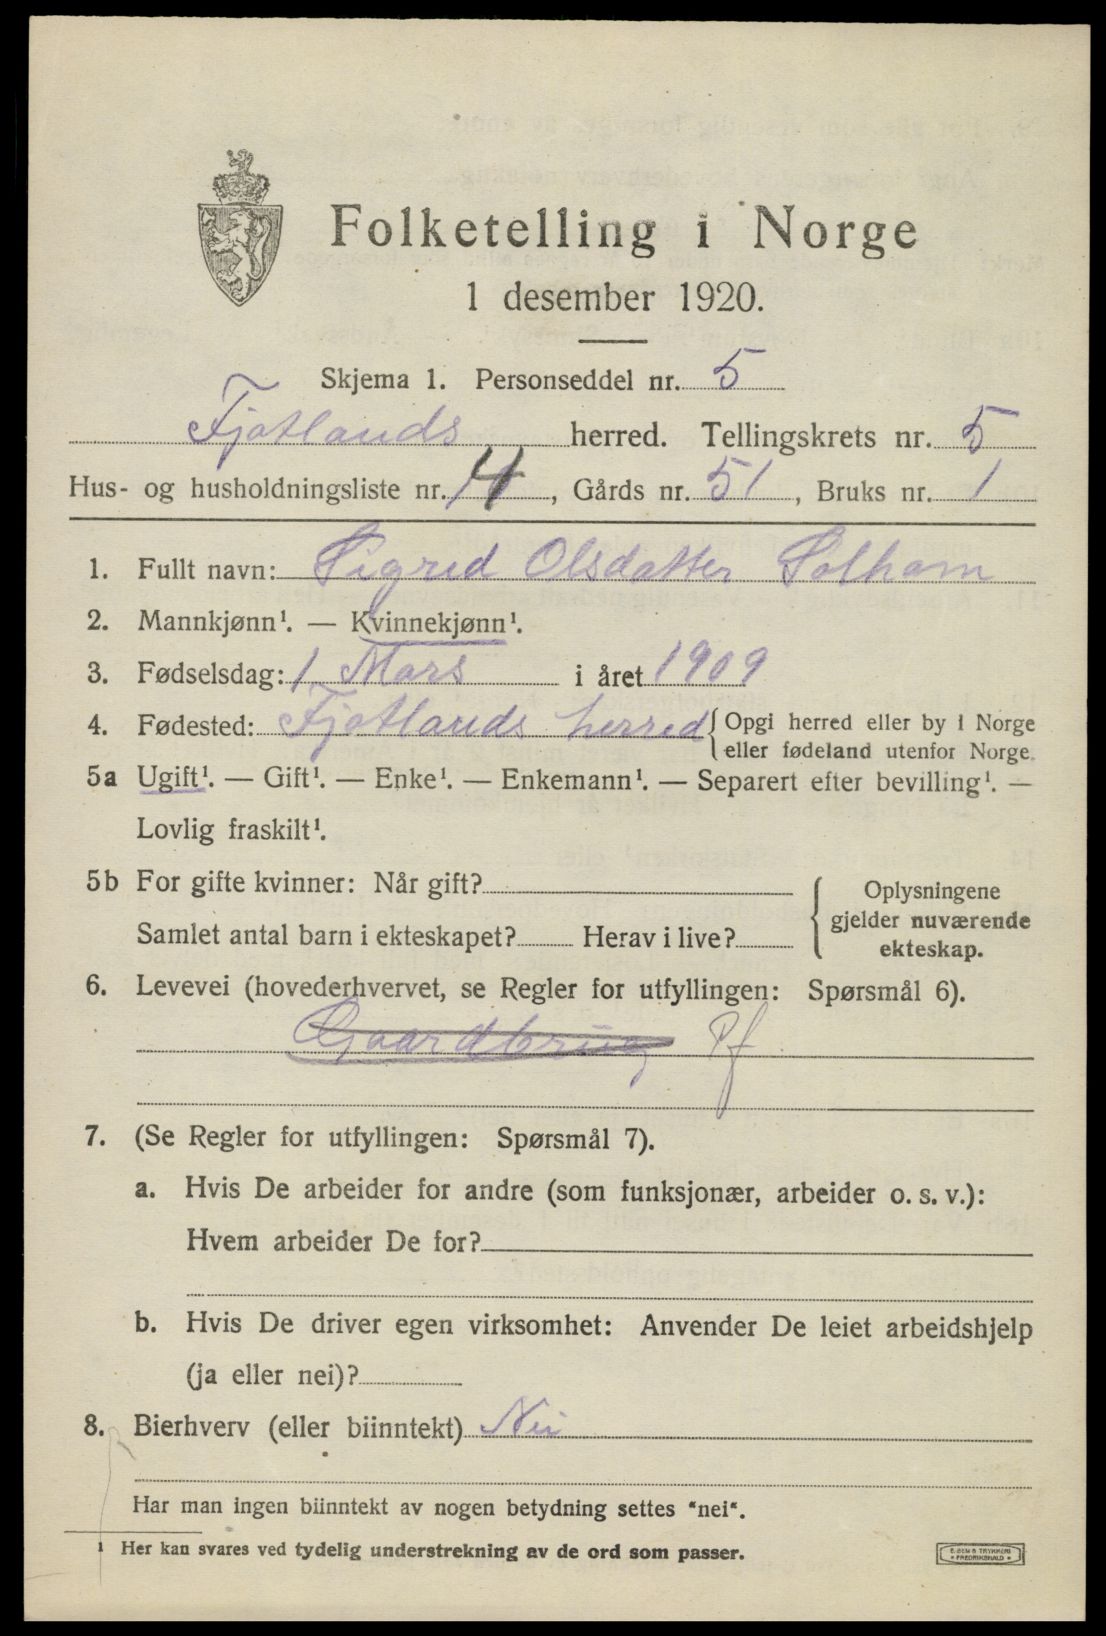 Folketelling i Norge
1 desember 1920.
Skjema 1. Personseddel nr. 5
Fjotlands herred. Tellingskrets nr. 5
Hus- og husholdningsliste nr. 4, Gårds nr. 51, Bruks nr. 1
1. Fullt navn: Sigrid Olsdatter Solhom
2. Mannkjønn¹. — Kvinnekjønn¹.
3. Fødselsdag: 1 Mars i året 1909
4. Fødested: Fjotlands herred { Opgi herred eller by i Norge
eller fødeland utenfor Norge.
5a Ugift¹. — Gift¹. — Enke¹. — Enkemann¹. — Separert efter bevilling¹. —
Lovlig fraskilt¹.
5b For gifte kvinner: Når gift?
Samlet antal barn i ekteskapet? Herav i live?
{ Oplysningene
gjelder nuværende
ekteskap.
6. Levevei (hovederhvervet, se Regler for utfyllingen: Spørsmål 6).
Gaardbrug Pf
7. (Se Regler for utfyllingen: Spørsmål 7).
a. Hvis De arbeider for andre (som funksjonær, arbeider o. s. v.):
Hvem arbeider De for?
b. Hvis De driver egen virksomhet: Anvender De leiet arbeidshjelp
(ja eller nei)?
8. Bierhverv (eller biinntekt) Nei
Har man ingen biinntekt av nogen betydning settes "nei".
¹ Her kan svares ved tydelig understrekning av de ord som passer.